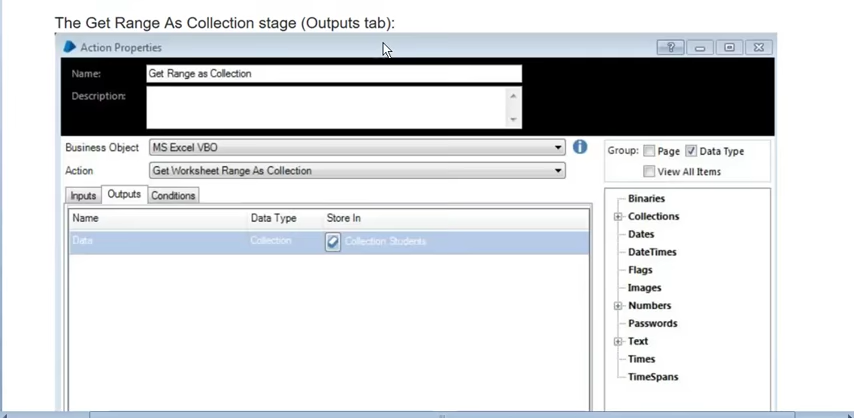 The Get Range As Collection stage (Outputs tab):
Action Properties
Name: Get Range as Collection
Description:
Business Object MS Excel VBO
Action Get Worksheet Range As Collection
Inputs Outputs Conditions
Name Data Type Store In
Data Collection Collection Students
Group: Page Data Type
View All Items
Binaries
Collections
Dates
DateTimes
Flags
Images
Numbers
Passwords
Text
Times
TimeSpans